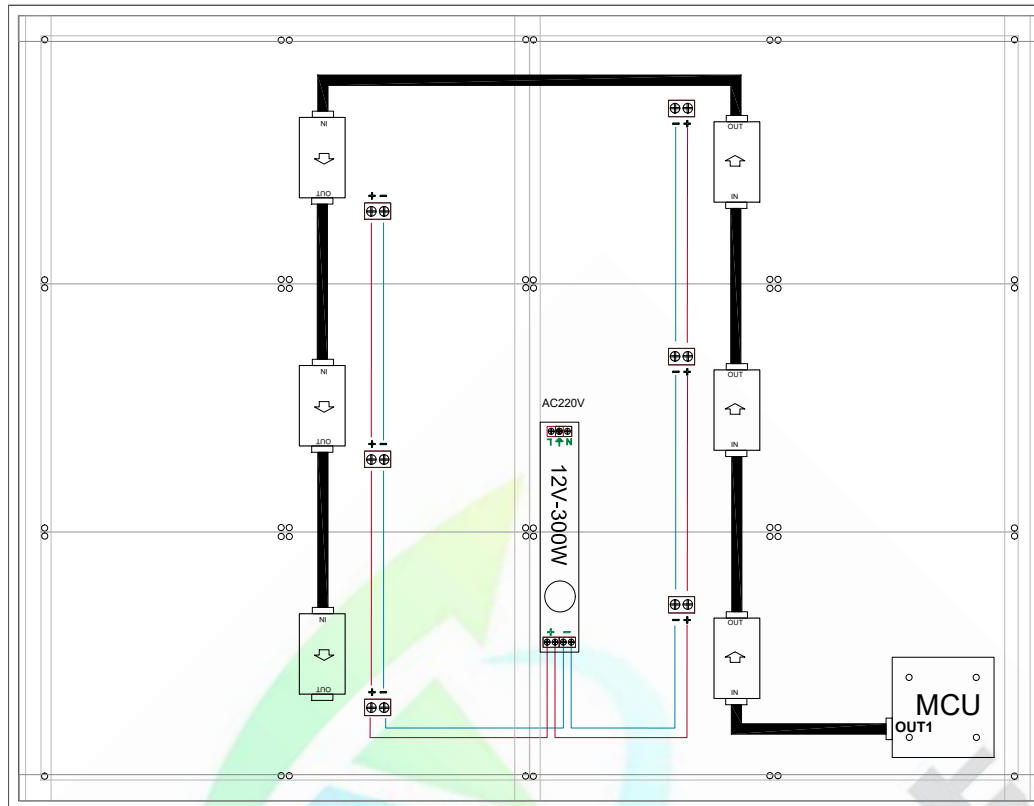 IN
OUT
OUT
IN
+ -
- +
IN
OUT
OUT
IN
- +
+ -
AC220V
L N
12V-300W
+ -
IN
OUT
OUT
IN
- +
+ -
MCU
OUT1